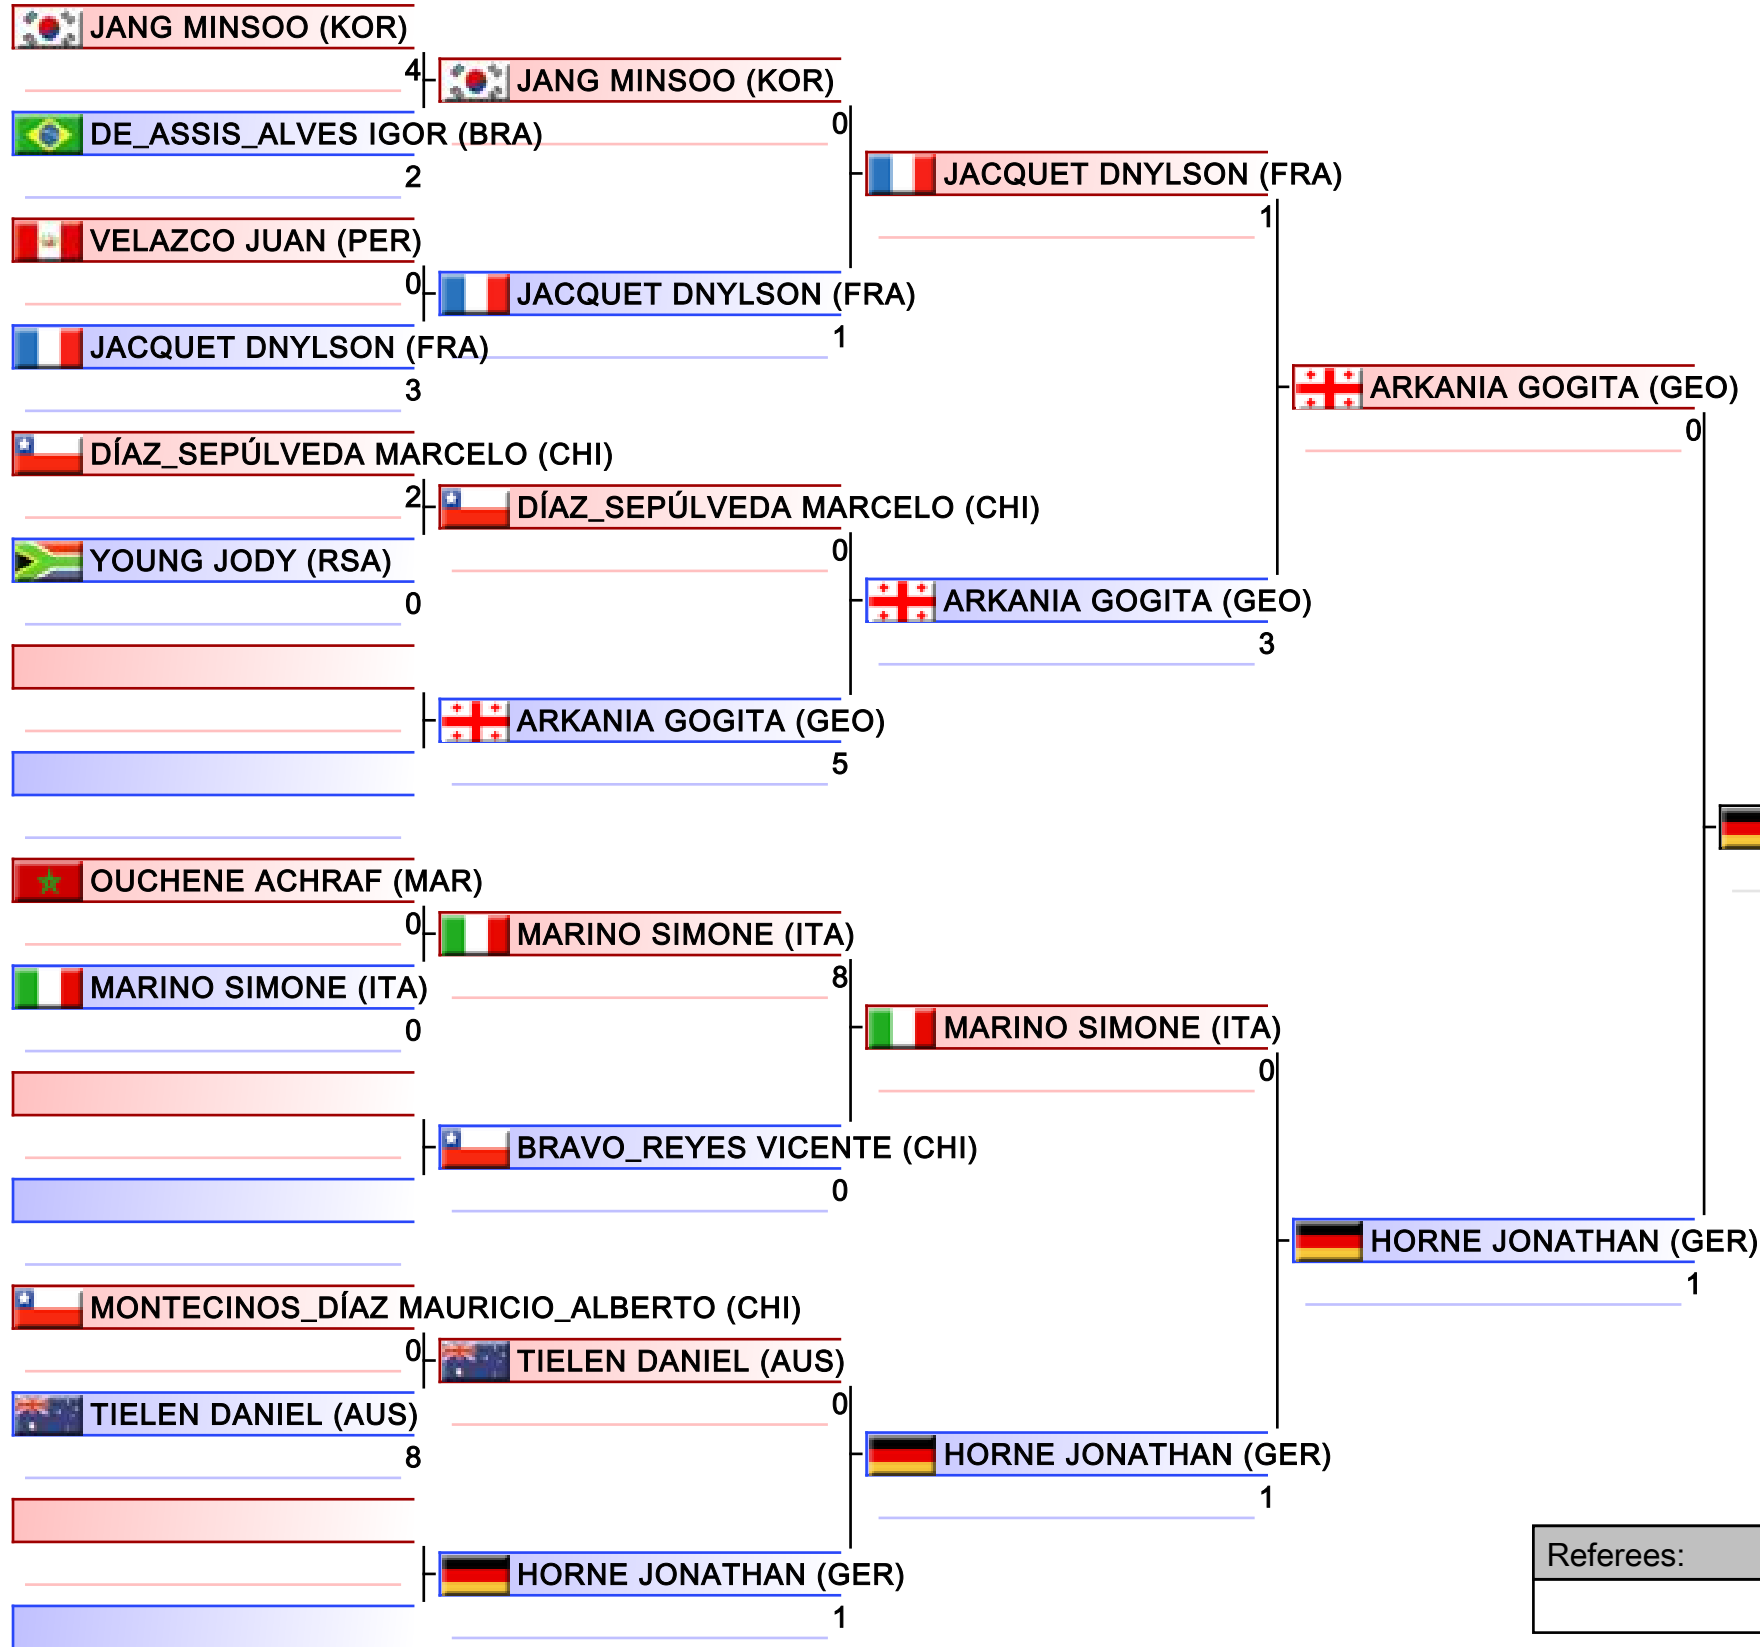 JANG MINSOO (KOR)
4
JANG MINSOO (KOR)
0
DE_ASSIS_ALVES IGOR (BRA)
2
JACQUET DNYLSON (FRA)
1
VELAZCO JUAN (PER)
0
JACQUET DNYLSON (FRA)
1
JACQUET DNYLSON (FRA)
3
ARKANIA GOGITA (GEO)
0
DÍAZ_SEPÚLVEDA MARCELO (CHI)
2
DÍAZ_SEPÚLVEDA MARCELO (CHI)
0
YOUNG JODY (RSA)
0
ARKANIA GOGITA (GEO)
3
ARKANIA GOGITA (GEO)
5
OUCHENE ACHRAF (MAR)
0
MARINO SIMONE (ITA)
8
MARINO SIMONE (ITA)
0
MARINO SIMONE (ITA)
0
BRAVO_REYES VICENTE (CHI)
0
HORNE JONATHAN (GER)
1
MONTECINOS_DÍAZ MAURICIO_ALBERTO (CHI)
0
TIELEN DANIEL (AUS)
0
TIELEN DANIEL (AUS)
8
HORNE JONATHAN (GER)
1
HORNE JONATHAN (GER)
1
Referees: